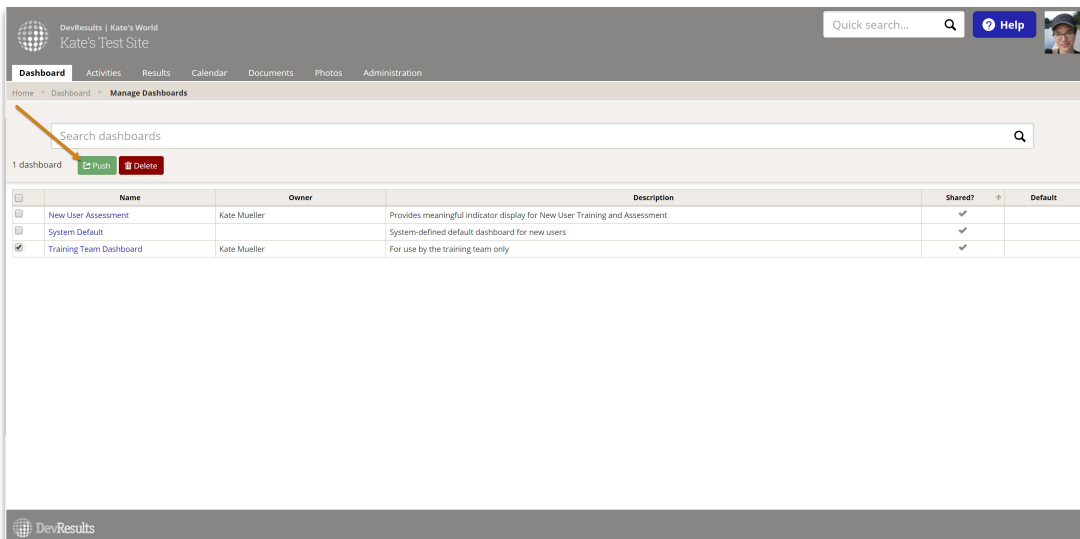 DevResults | Kate's World
Kate's Test Site
Quick search...
Help
Dashboard Activities Results Calendar Documents Photos Administration
Home Dashboard Manage Dashboards
Search dashboards
1 dashboard Push Delete
Name Owner Description Shared? Default
New User Assessment Kate Mueller Provides meaningful indicator display for New User Training and Assessment
System Default System-defined default dashboard for new users
Training Team Dashboard Kate Mueller For use by the training team only
DevResults